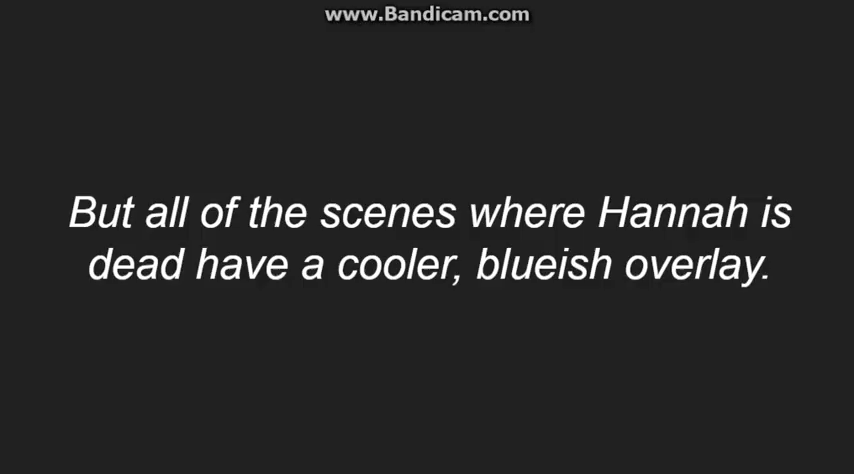 www.Bandicam.com
But all of the scenes where Hannah is
dead have a cooler, blueish overlay.